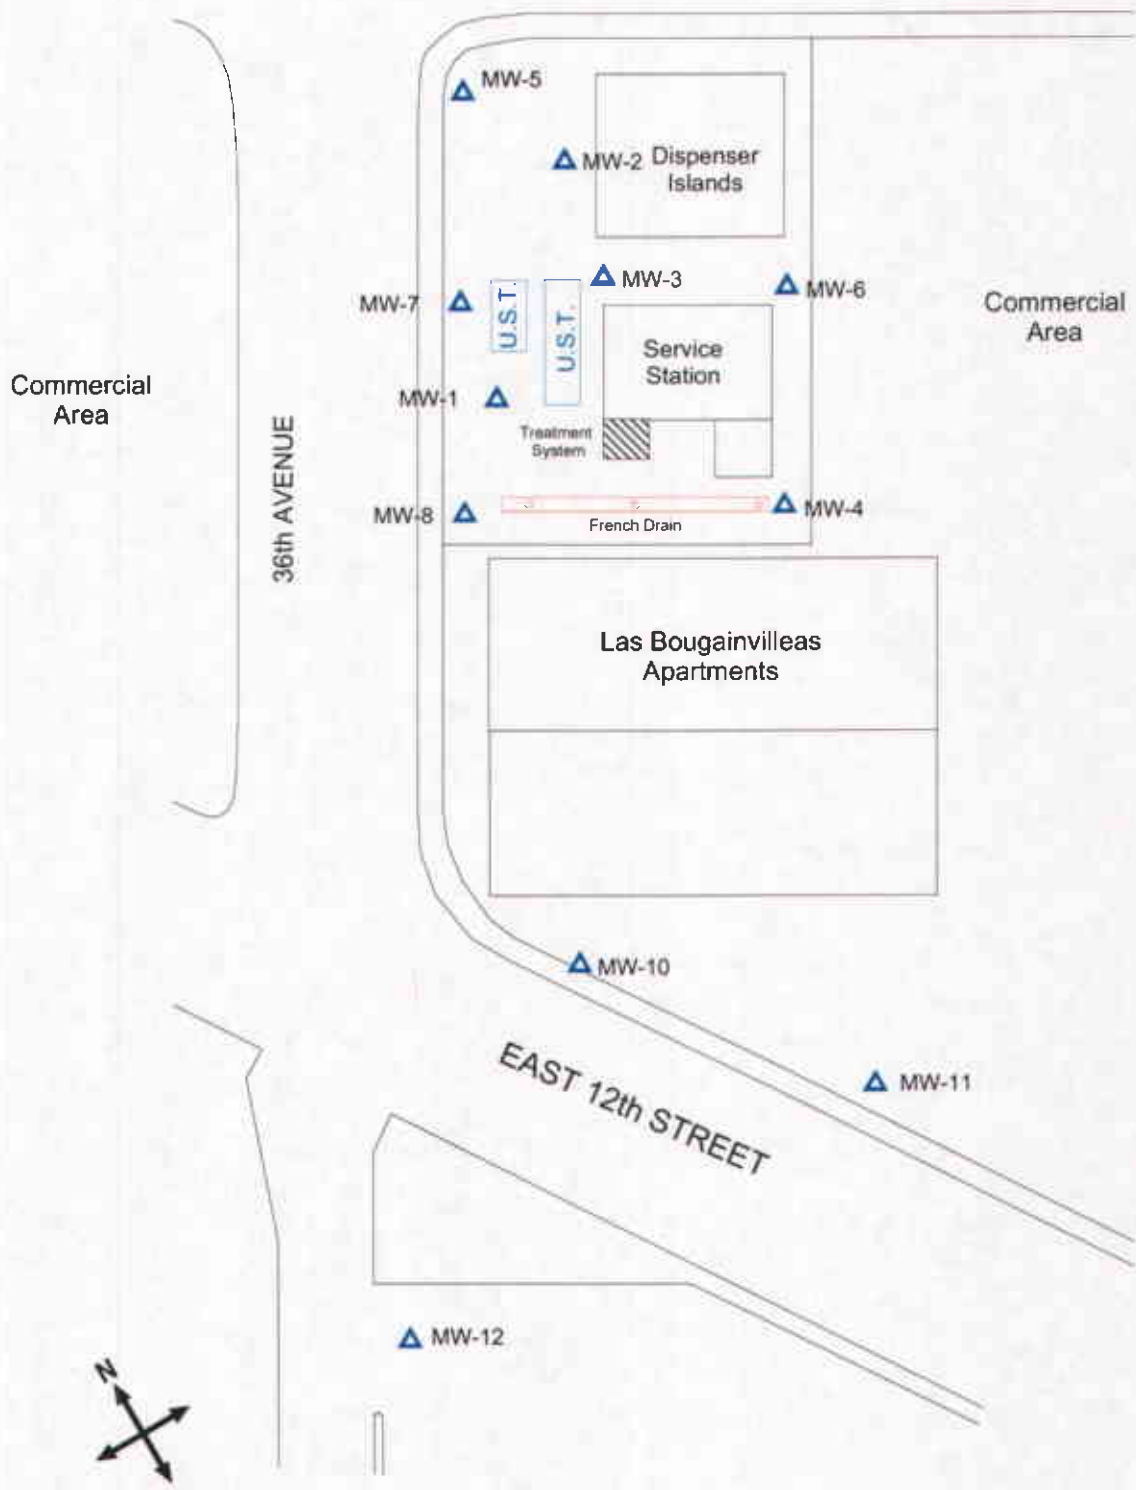 MW-5
MW-2
Dispenser
Islands
MW-3
MW-6
MW-7
U.S.T.
U.S.T.
Commercial
Area
Service
Station
Commercial
Area
MW-1
Treatment
System
36th AVENUE
MW-8
MW-4
French Drain
Las Bougainvilleas
Apartments
MW-10
EAST 12th STREET
MW-11
MW-12
N